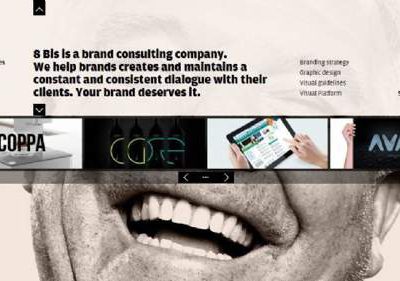 8 Bis is a brand consulting company.
We help brands creates and maintains a
constant and consistent dialogue with their
clients. Your brand deserves it.
Branding strategy
Graphic design
Visual guidelines
Visual Platform
COPPA
core
AVA